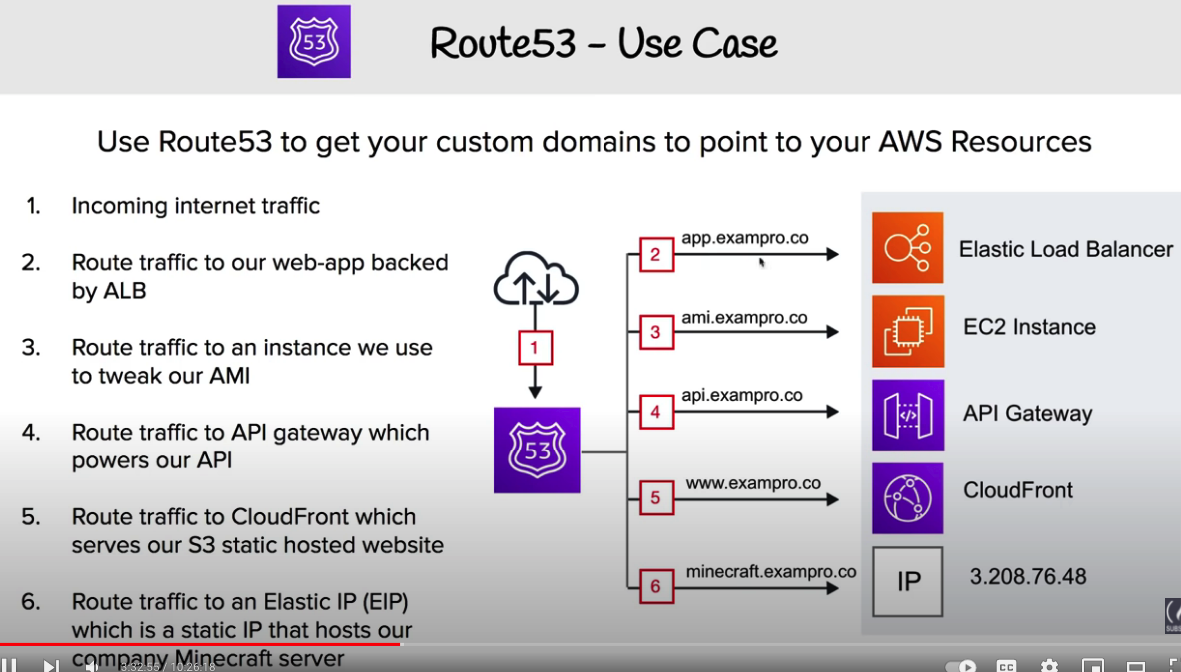 53
Route53 - Use Case
Use Route53 to get your custom domains to point to your AWS Resources
1. Incoming internet traffic
2. Route traffic to our web-app backed
by ALB
3. Route traffic to an instance we use
to tweak our AMI
4. Route traffic to API gateway which
powers our API
5. Route traffic to CloudFront which
serves our S3 static hosted website
6. Route traffic to an Elastic IP (EIP)
which is a static IP that hosts our
company Minecraft server
1
53
2 app.exampro.co
Elastic Load Balancer
3 ami.exampro.co
EC2 Instance
4 api.exampro.co
</>
API Gateway
5 www.exampro.co
CloudFront
6 minecraft.exampro.co
IP
3.208.76.48
3:32:55 / 10:26:18
CC